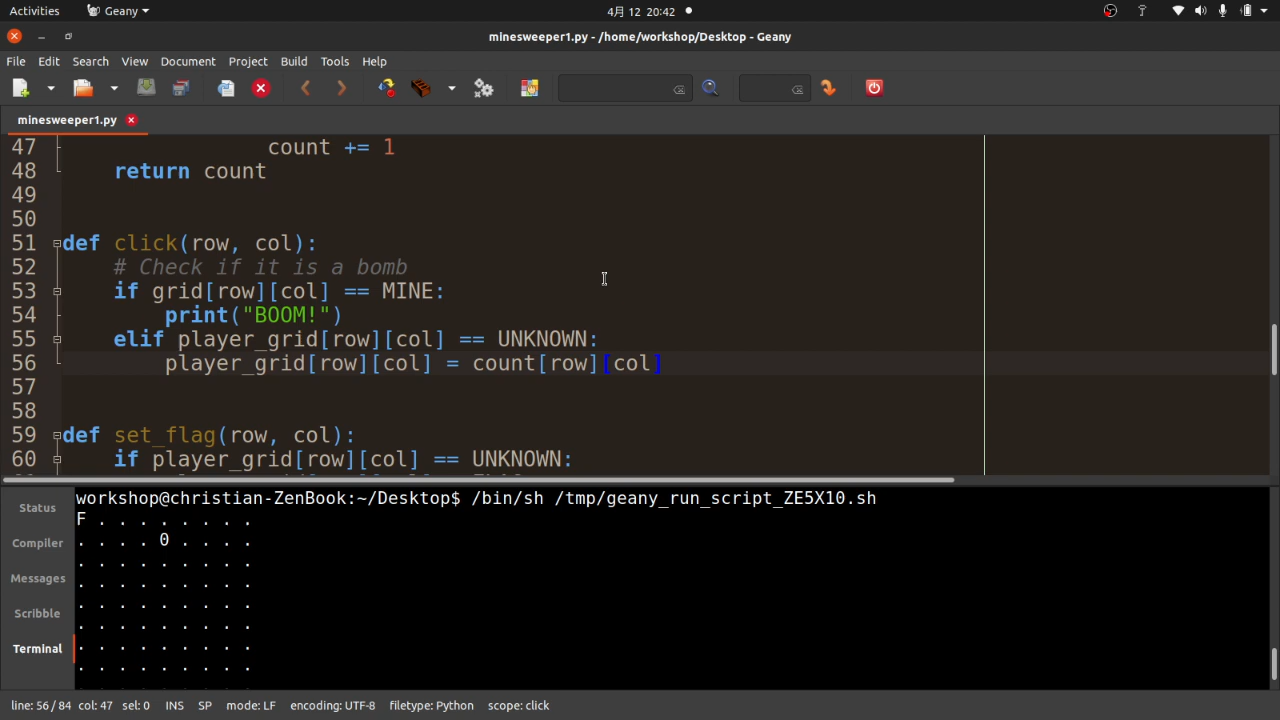 Activities Geany 4月 12 20:42
minesweeper1.py - /home/workshop/Desktop - Geany
File Edit Search View Document Project Build Tools Help
minesweeper1.py
47 count += 1
48 return count
49
50
51 def click(row, col):
52 # Check if it is a bomb
53 if grid[row][col] == MINE:
54 print("BOOM!")
55 elif player_grid[row][col] == UNKNOWN:
56 player_grid[row][col] = count[row][col]
57
58
59 def set_flag(row, col):
60 if player_grid[row][col] == UNKNOWN:
Status
Compiler
Messages
Scribble
Terminal
workshop@christian-ZenBook:~/Desktop$ /bin/sh /tmp/geany_run_script_ZE5X10.sh
F . . . . . . . .
. . . . 0 . . . .
. . . . . . . . .
. . . . . . . . .
. . . . . . . . .
. . . . . . . . .
. . . . . . . . .
. . . . . . . . .
line: 56 / 84 col: 47 sel: 0 INS SP mode: LF encoding: UTF-8 filetype: Python scope: click